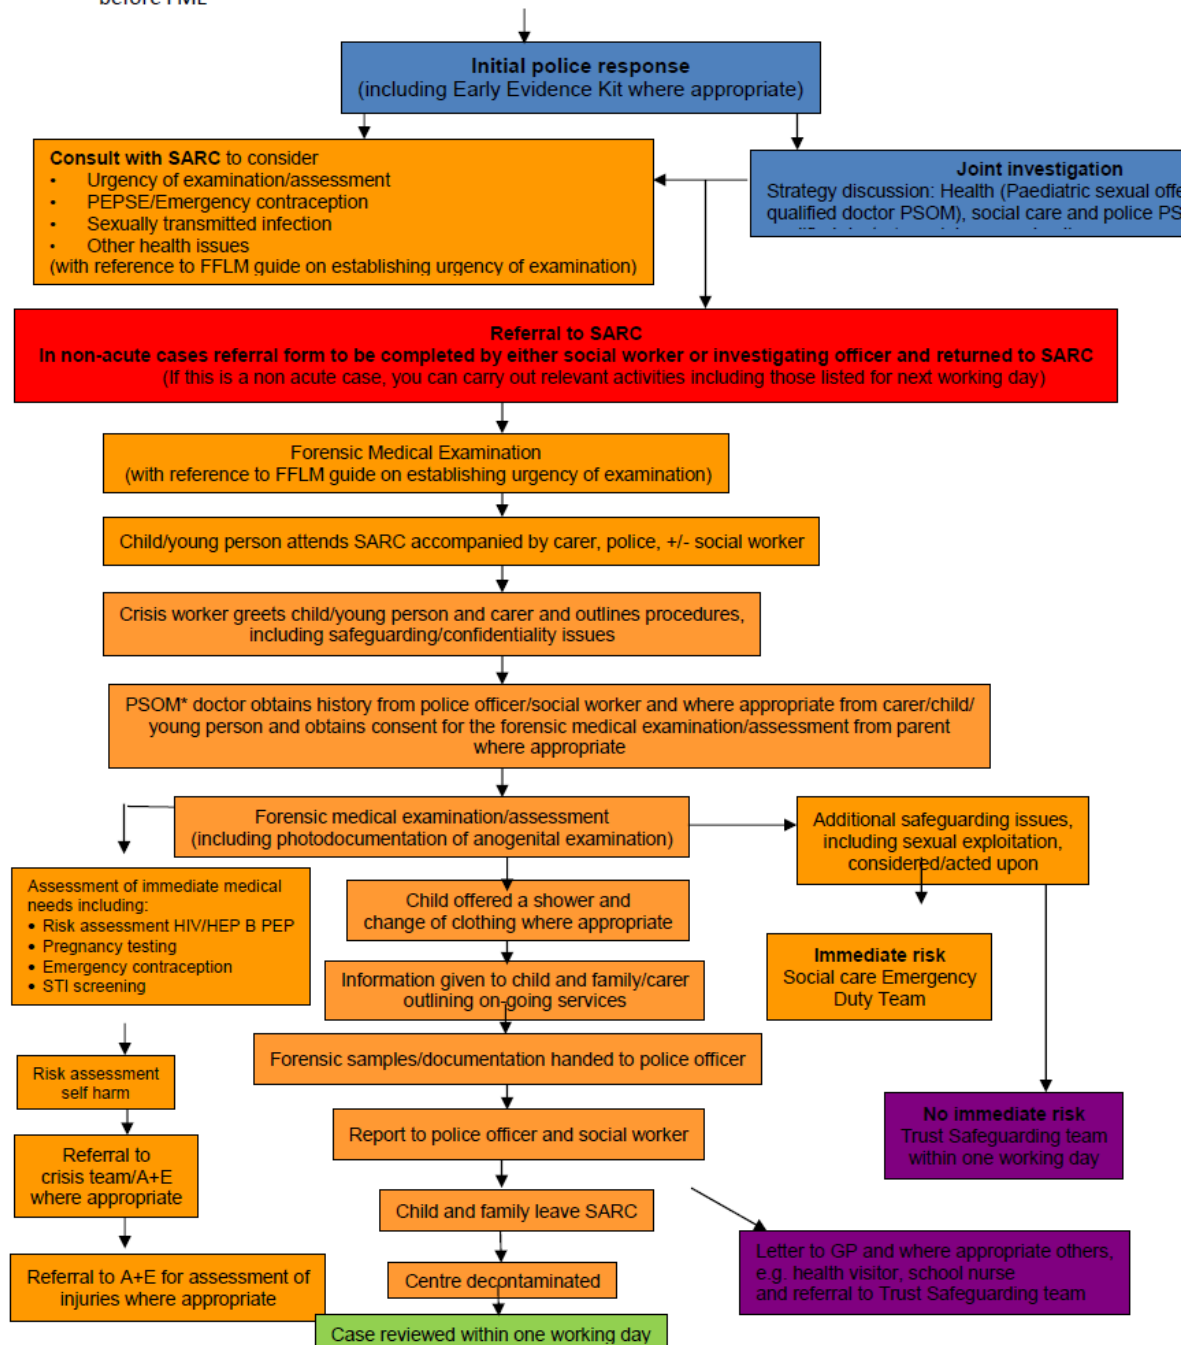 before FME
Initial police response
(including Early Evidence Kit where appropriate)
Consult with SARC to consider
• Urgency of examination/assessment
• PEPSE/Emergency contraception
• Sexually transmitted infection
• Other health issues
(with reference to FFLM guide on establishing urgency of examination)
Joint investigation
Strategy discussion: Health (Paediatric sexual offe
qualified doctor PSOM), social care and police PS
Referral to SARC
In non-acute cases referral form to be completed by either social worker or investigating officer and returned to SARC
(If this is a non acute case, you can carry out relevant activities including those listed for next working day)
Forensic Medical Examination
(with reference to FFLM guide on establishing urgency of examination)
Child/young person attends SARC accompanied by carer, police, +/- social worker
Crisis worker greets child/young person and carer and outlines procedures,
including safeguarding/confidentiality issues
PSOM* doctor obtains history from police officer/social worker and where appropriate from carer/child/
young person and obtains consent for the forensic medical examination/assessment from parent
where appropriate
Forensic medical examination/assessment
(including photodocumentation of anogenital examination)
Additional safeguarding issues,
including sexual exploitation,
considered/acted upon
Assessment of immediate medical
needs including:
• Risk assessment HIV/HEP B PEP
• Pregnancy testing
• Emergency contraception
• STI screening
Child offered a shower and
change of clothing where appropriate
Immediate risk
Social care Emergency
Duty Team
Information given to child and family/carer
outlining on-going services
Forensic samples/documentation handed to police officer
Risk assessment
self harm
No immediate risk
Trust Safeguarding team
within one working day
Report to police officer and social worker
Referral to
crisis team/A+E
where appropriate
Child and family leave SARC
Letter to GP and where appropriate others,
e.g. health visitor, school nurse
and referral to Trust Safeguarding team
Referral to A+E for assessment of
injuries where appropriate
Centre decontaminated
Case reviewed within one working day